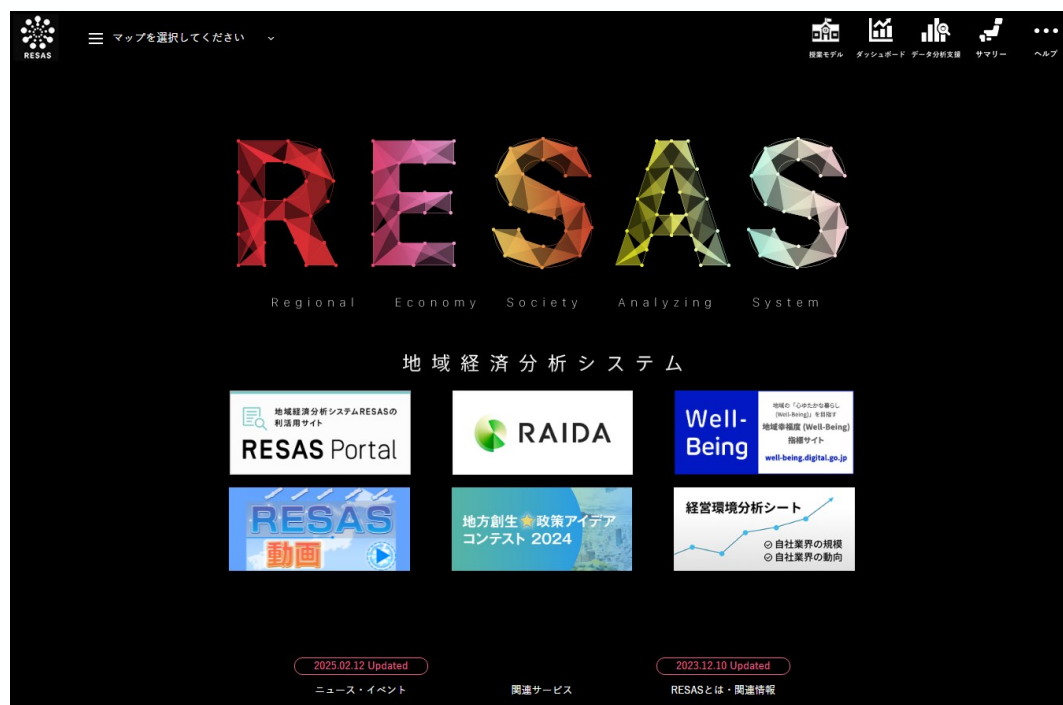 RESAS
マップを選択してください
授業モデル
ダッシュボード
データ分析支援
サマリー
ヘルプ
RESAS
Regional Economy Society Analyzing System
地域経済分析システム
地域経済分析システムRESASの
利活用サイト
RESAS Portal
RAIDA
Well-
Being
地域の「心ゆたかな暮らし
(Well-Being)」を目指す
地域幸福度 (Well-Being)
指標サイト
well-being.digital.go.jp
RESAS
動画
地方創生★政策アイデア
コンテスト 2024
経営環境分析シート
自社業界の規模
自社業界の動向
2025.02.12 Updated
ニュース・イベント
関連サービス
2023.12.10 Updated
RESASとは・関連情報